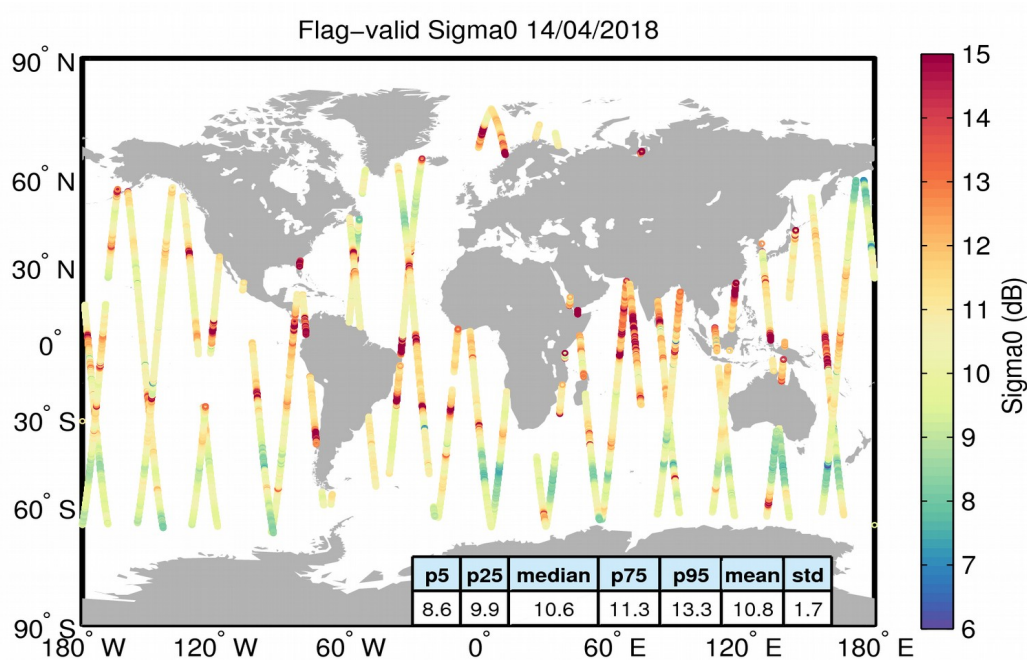 Flag−valid Sigma0 14/04/2018
90° N
60° N
30° N
0°
30° S
60° S
90° S
180° W
120° W
60° W
0°
60° E
120° E
180° E
15
14
13
12
11
10
9
8
7
6
Sigma0 (dB)
p5 p25 median p75 p95 mean std
8.6 9.9 10.6 11.3 13.3 10.8 1.7